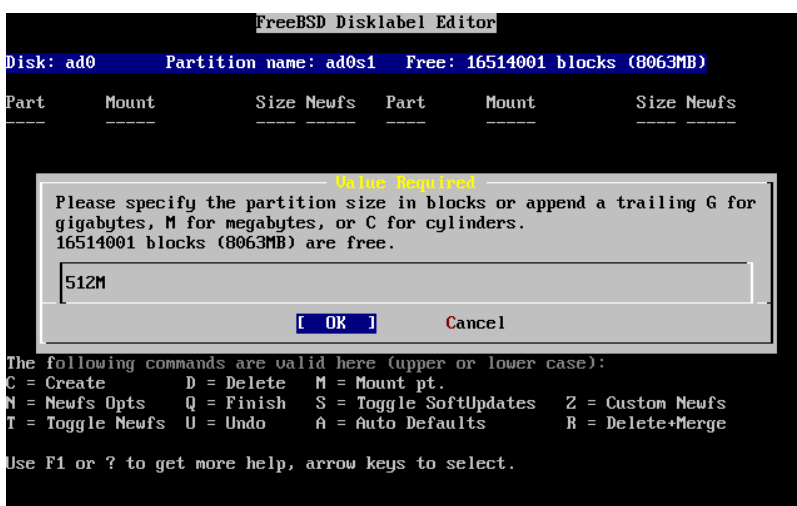 FreeBSD Disklabel Editor
Disk: ad0 Partition name: ad0s1 Free: 16514001 blocks (8063MB)
Part Mount Size Newfs Part Mount Size Newfs
---- ----- ---- ----- ---- ----- ---- -----
Value Required
Please specify the partition size in blocks or append a trailing G for
gigabytes, M for megabytes, or C for cylinders.
16514001 blocks (8063MB) are free.
512M
[ OK ] Cancel
The following commands are valid here (upper or lower case):
C = Create D = Delete M = Mount pt.
N = Newfs Opts Q = Finish S = Toggle SoftUpdates Z = Custom Newfs
T = Toggle Newfs U = Undo A = Auto Defaults R = Delete+Merge
Use F1 or ? to get more help, arrow keys to select.